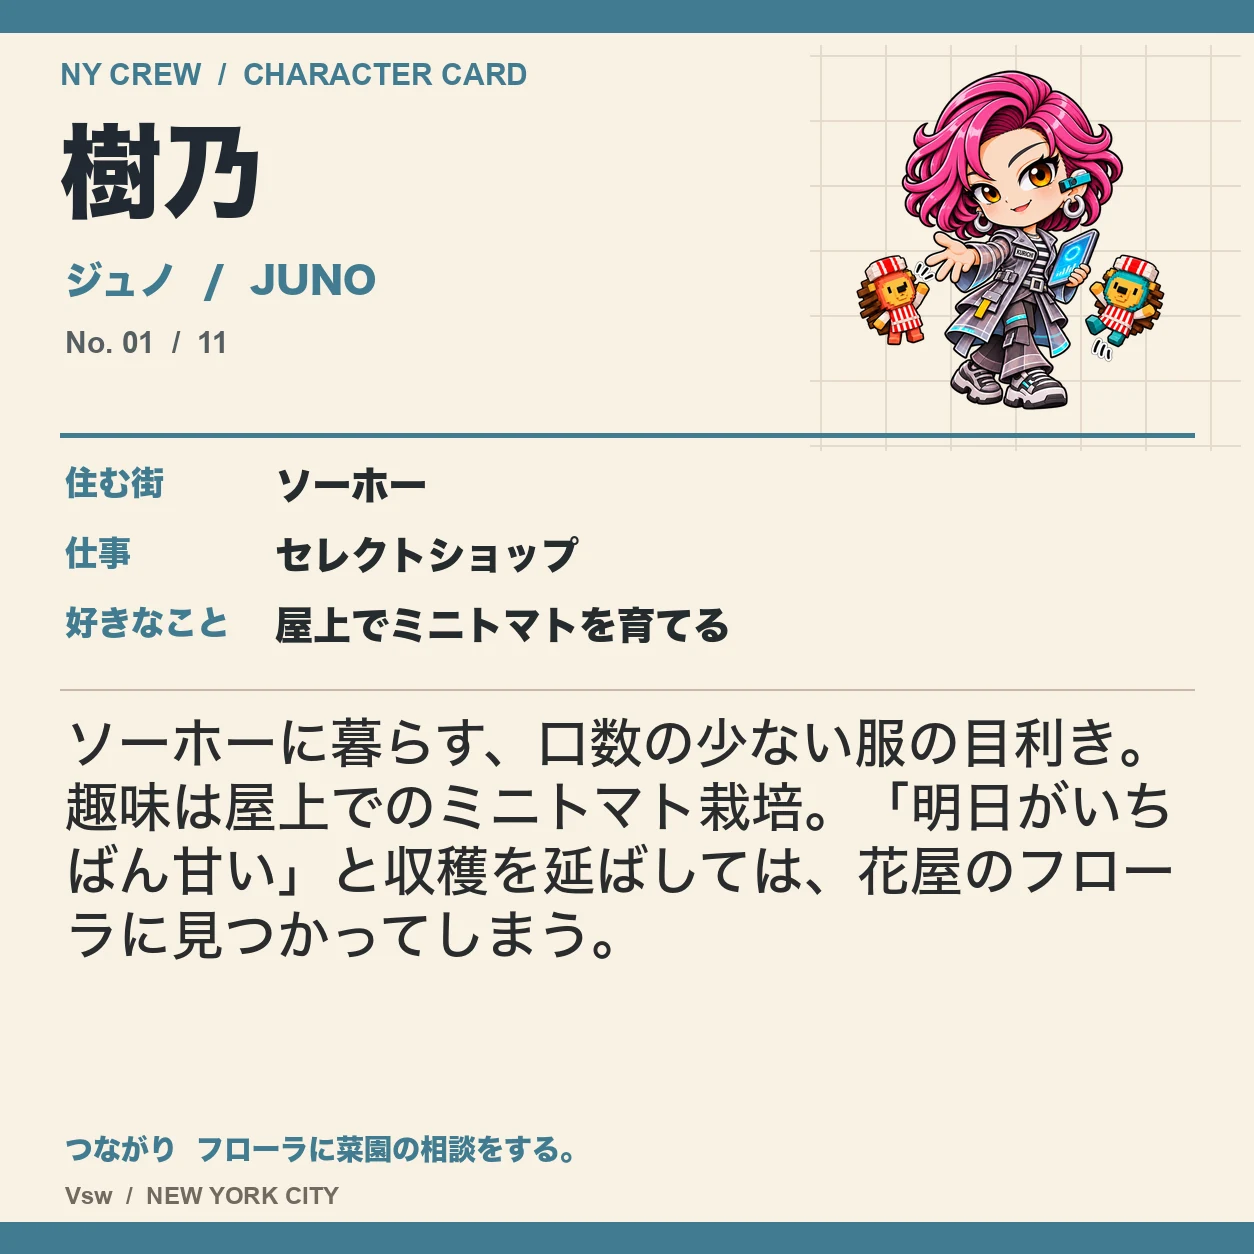 NY CREW / CHARACTER CARD
樹乃
ジュノ / JUNO
No. 01 / 11
住む街 ソーホー
仕事 セレクトショップ
好きなこと 屋上でミニトマトを育てる
ソーホーに暮らす、口数の少ない服の目利き。
趣味は屋上でのミニトマト栽培。「明日がいち
ばん甘い」と収穫を延ばしては、花屋のフロー
ラに見つかってしまう。
つながり フローラに菜園の相談をする。
Vsw / NEW YORK CITY